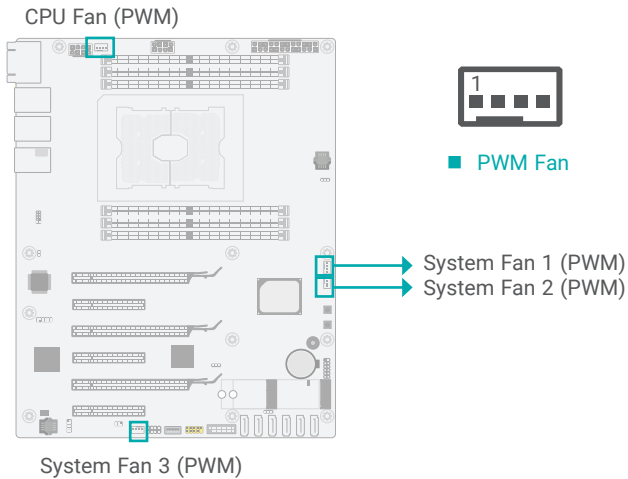 CPU Fan (PWM)
1
PWM Fan
System Fan 1 (PWM)
System Fan 2 (PWM)
System Fan 3 (PWM)